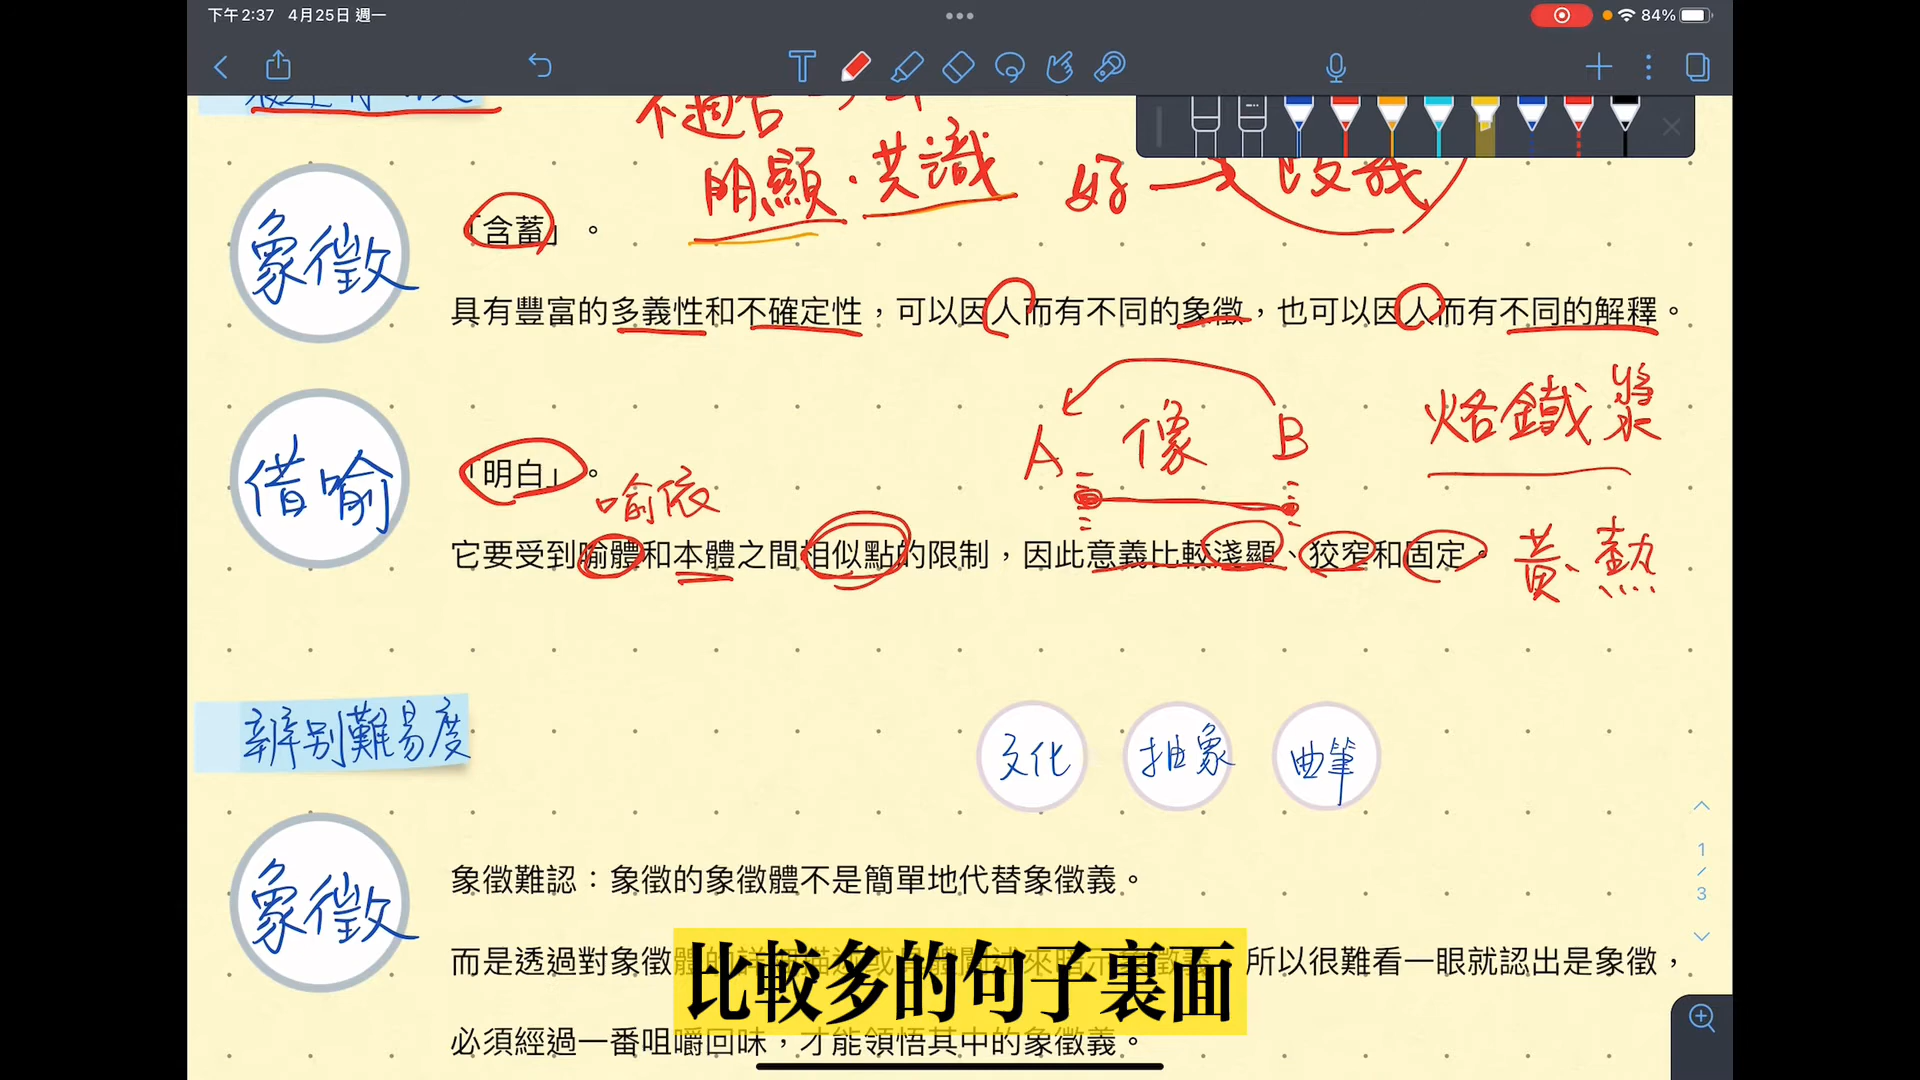 下午2:37 4月25日 週一
84%
不適合
明顯·共識
好
象徵
「含蓄」。
具有豐富的多義性和不確定性，可以因人而有不同的象徵，也可以因人而有不同的解釋。
A 像 B
烙鐵漿
借喻
「明白」。
喻依
它要受到喻體和本體之間相似點的限制，因此意義比較淺顯、狡窄和固定。
黃、熱
辨別難易度
文化 抽象 曲筆
1
/
3
象徵
象徵難認：象徵的象徵體不是簡單地代替象徵義。
而是透過對象徵體的 所以很難看一眼就認出是象徵，
比較多的句子裏面
必須經過一番咀嚼回味，才能領悟其中的象徵義。